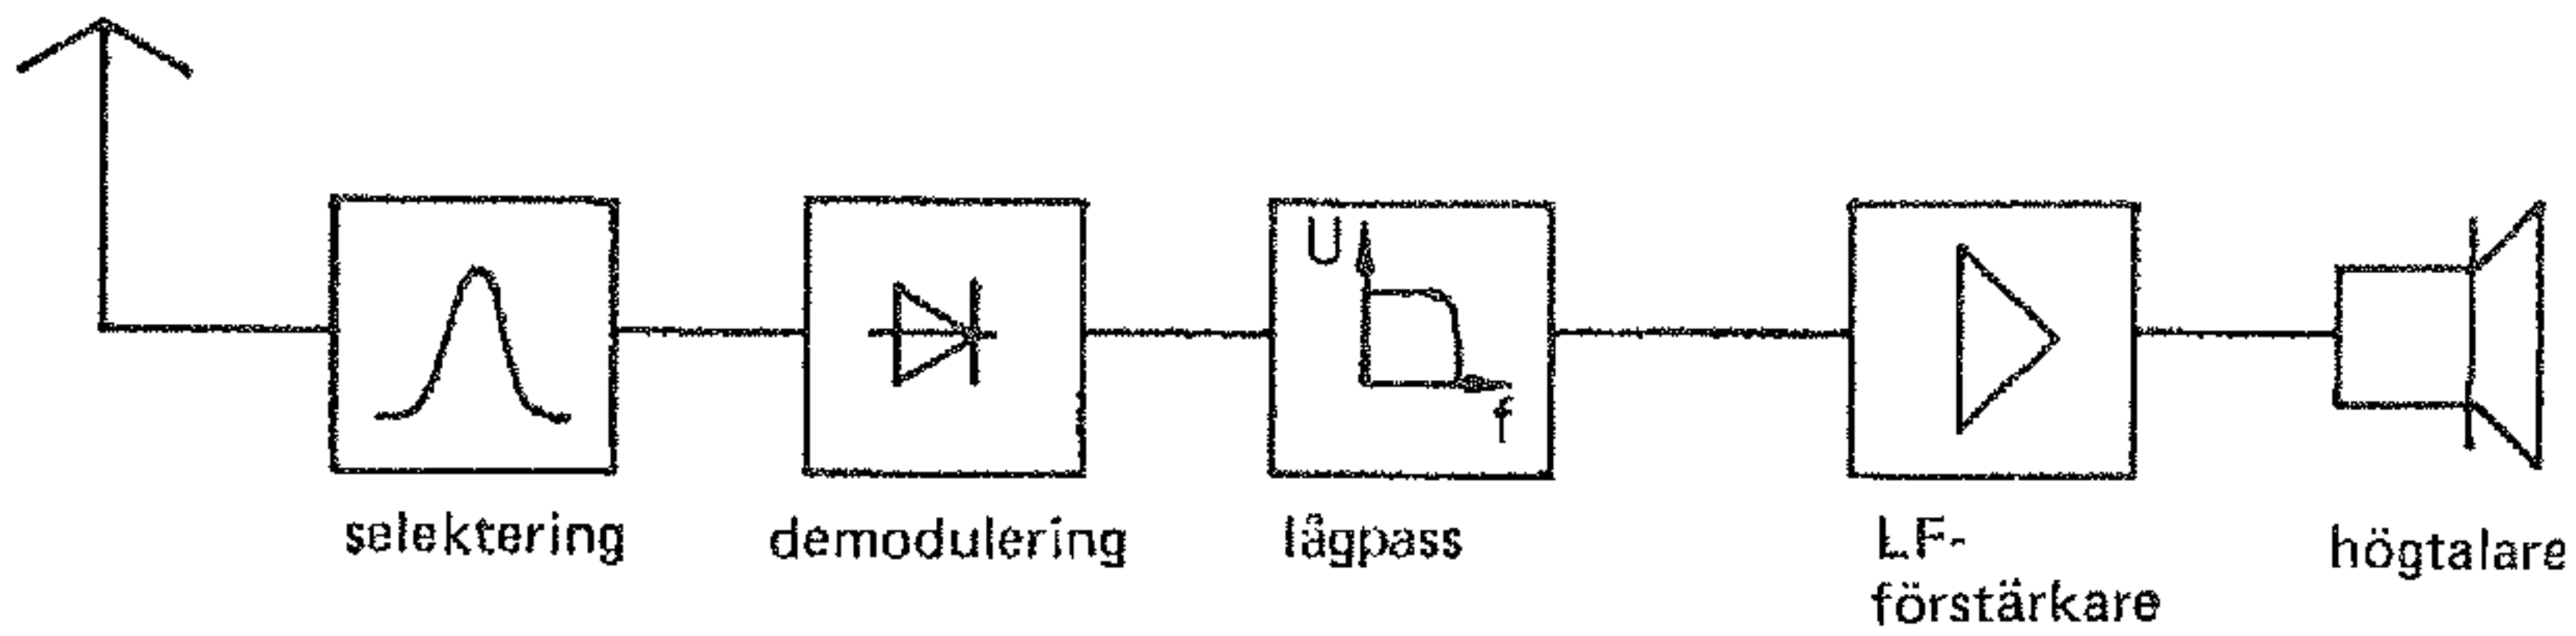 U
f
selektering
demodulering
lågpass
LF-
förstärkare
högtalare